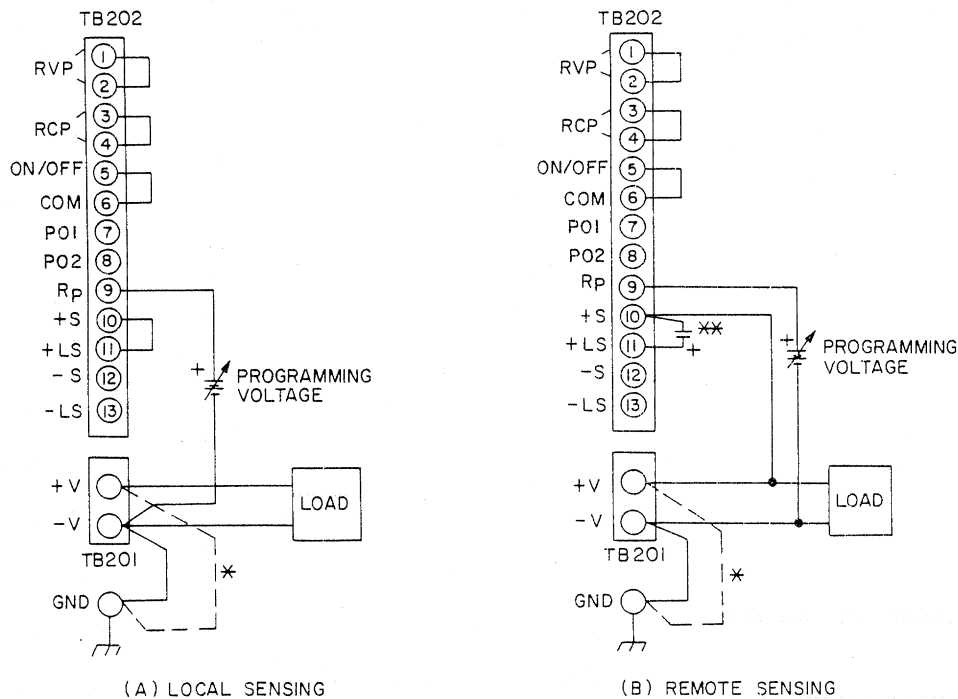 TB202
RVP
1
2
RCP
3
4
ON/OFF 5
COM 6
PO1 7
PO2 8
Rp 9
+S 10
+LS 11
-S 12
-LS 13
+
PROGRAMMING
VOLTAGE
+V
-V
LOAD
TB201
*
GND
(A) LOCAL SENSING
TB202
RVP
1
2
RCP
3
4
ON/OFF 5
COM 6
PO1 7
PO2 8
Rp 9
+S 10
**
+LS 11
+
-S 12
-LS 13
+
PROGRAMMING
VOLTAGE
+V
-V
LOAD
TB201
*
GND
(B) REMOTE SENSING